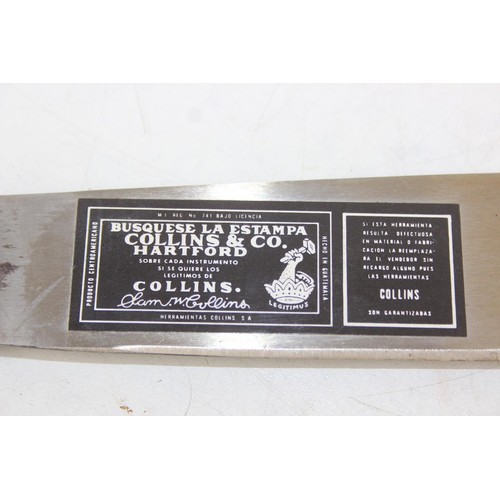 M I REG No 741 BAJO LICENCIA
PRODUCTO CENTROAMERICANO
BUSQUESE LA ESTAMPA
COLLINS & CO.
HARTFORD
SOBRE CADA INSTRUMENTO
SI SE QUIERE LOS
LEGITIMOS DE
COLLINS.
Sam W Collins
LEGITIMUS
HECHO EN GUATEMALA
HERRAMIENTAS COLLINS S A
SI ESTA HERRAMIENTA
RESULTA DEFECTUOSA
EN MATERIAL O FABRI-
CACION LA REEMPLAZA-
RA EL VENDEDOR SIN
RECARGO ALGUNO PUES
LAS HERRAMIENTAS
COLLINS
SON GARANTIZADAS